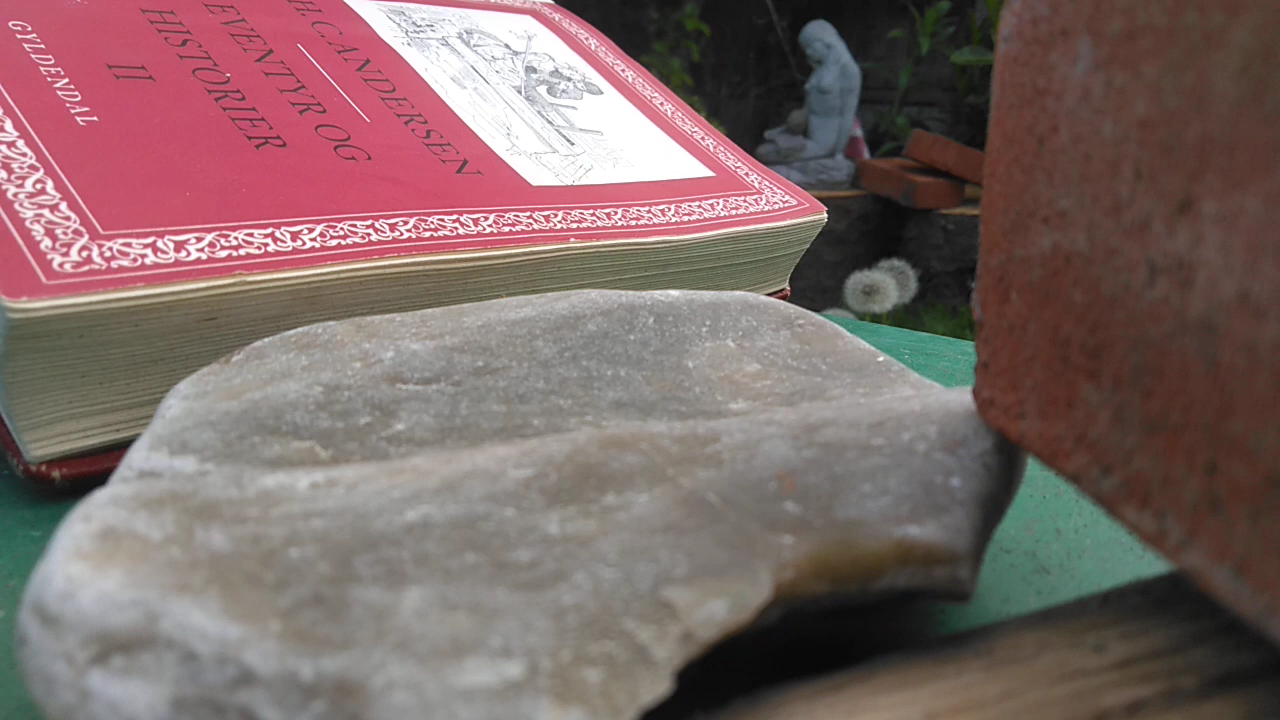 H. C. ANDERSEN
EVENTYR OG
HISTORIER
II
GYLDENDAL